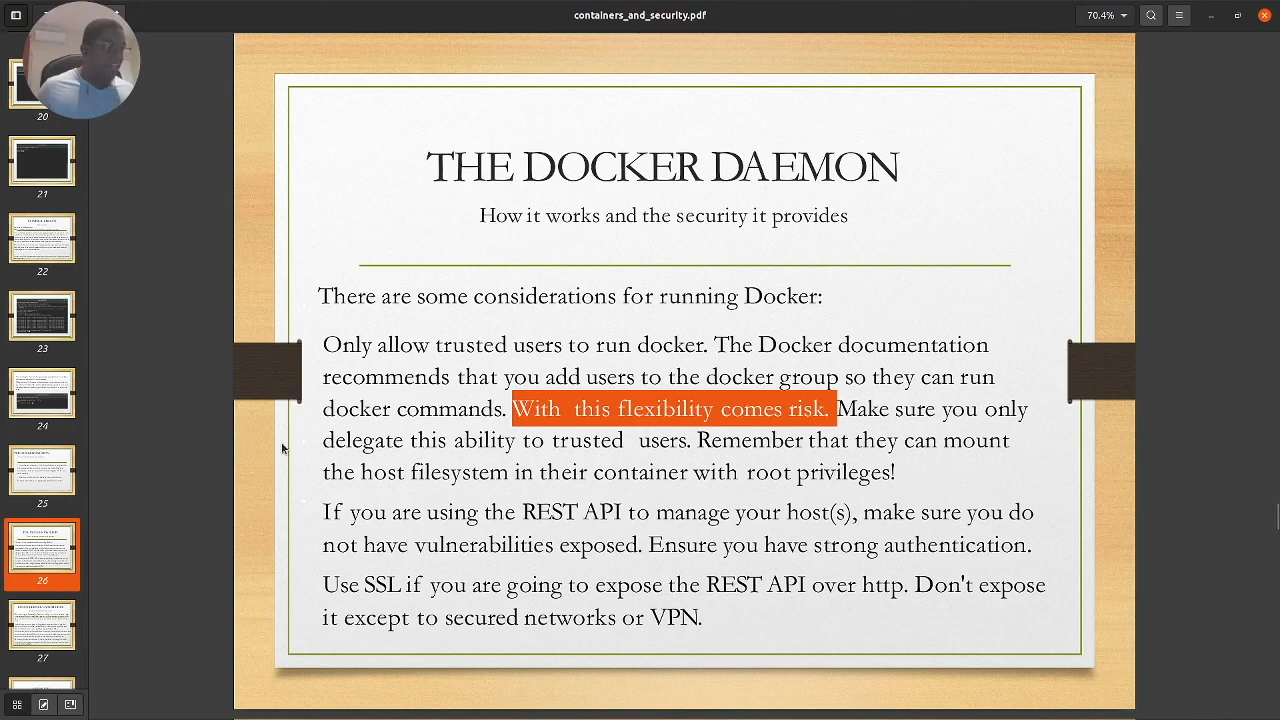 containers_and_security.pdf
70.4%
20
21
22
23
24
25
26
27
THE DOCKER DAEMON
How it works and the security it provides
There are some considerations for running Docker:
Only allow trusted users to run docker. The Docker documentation
recommends that you add users to the docker group so they can run
docker commands. With this flexibility comes risk. Make sure you only
delegate this ability to trusted users. Remember that they can mount
the host filesystem in their container with root privileges!
If you are using the REST API to manage your host(s), make sure you do
not have vulnerabilities exposed. Ensure you have strong authentication.
Use SSL if you are going to expose the REST API over http. Don't expose
it except to secured networks or VPN.